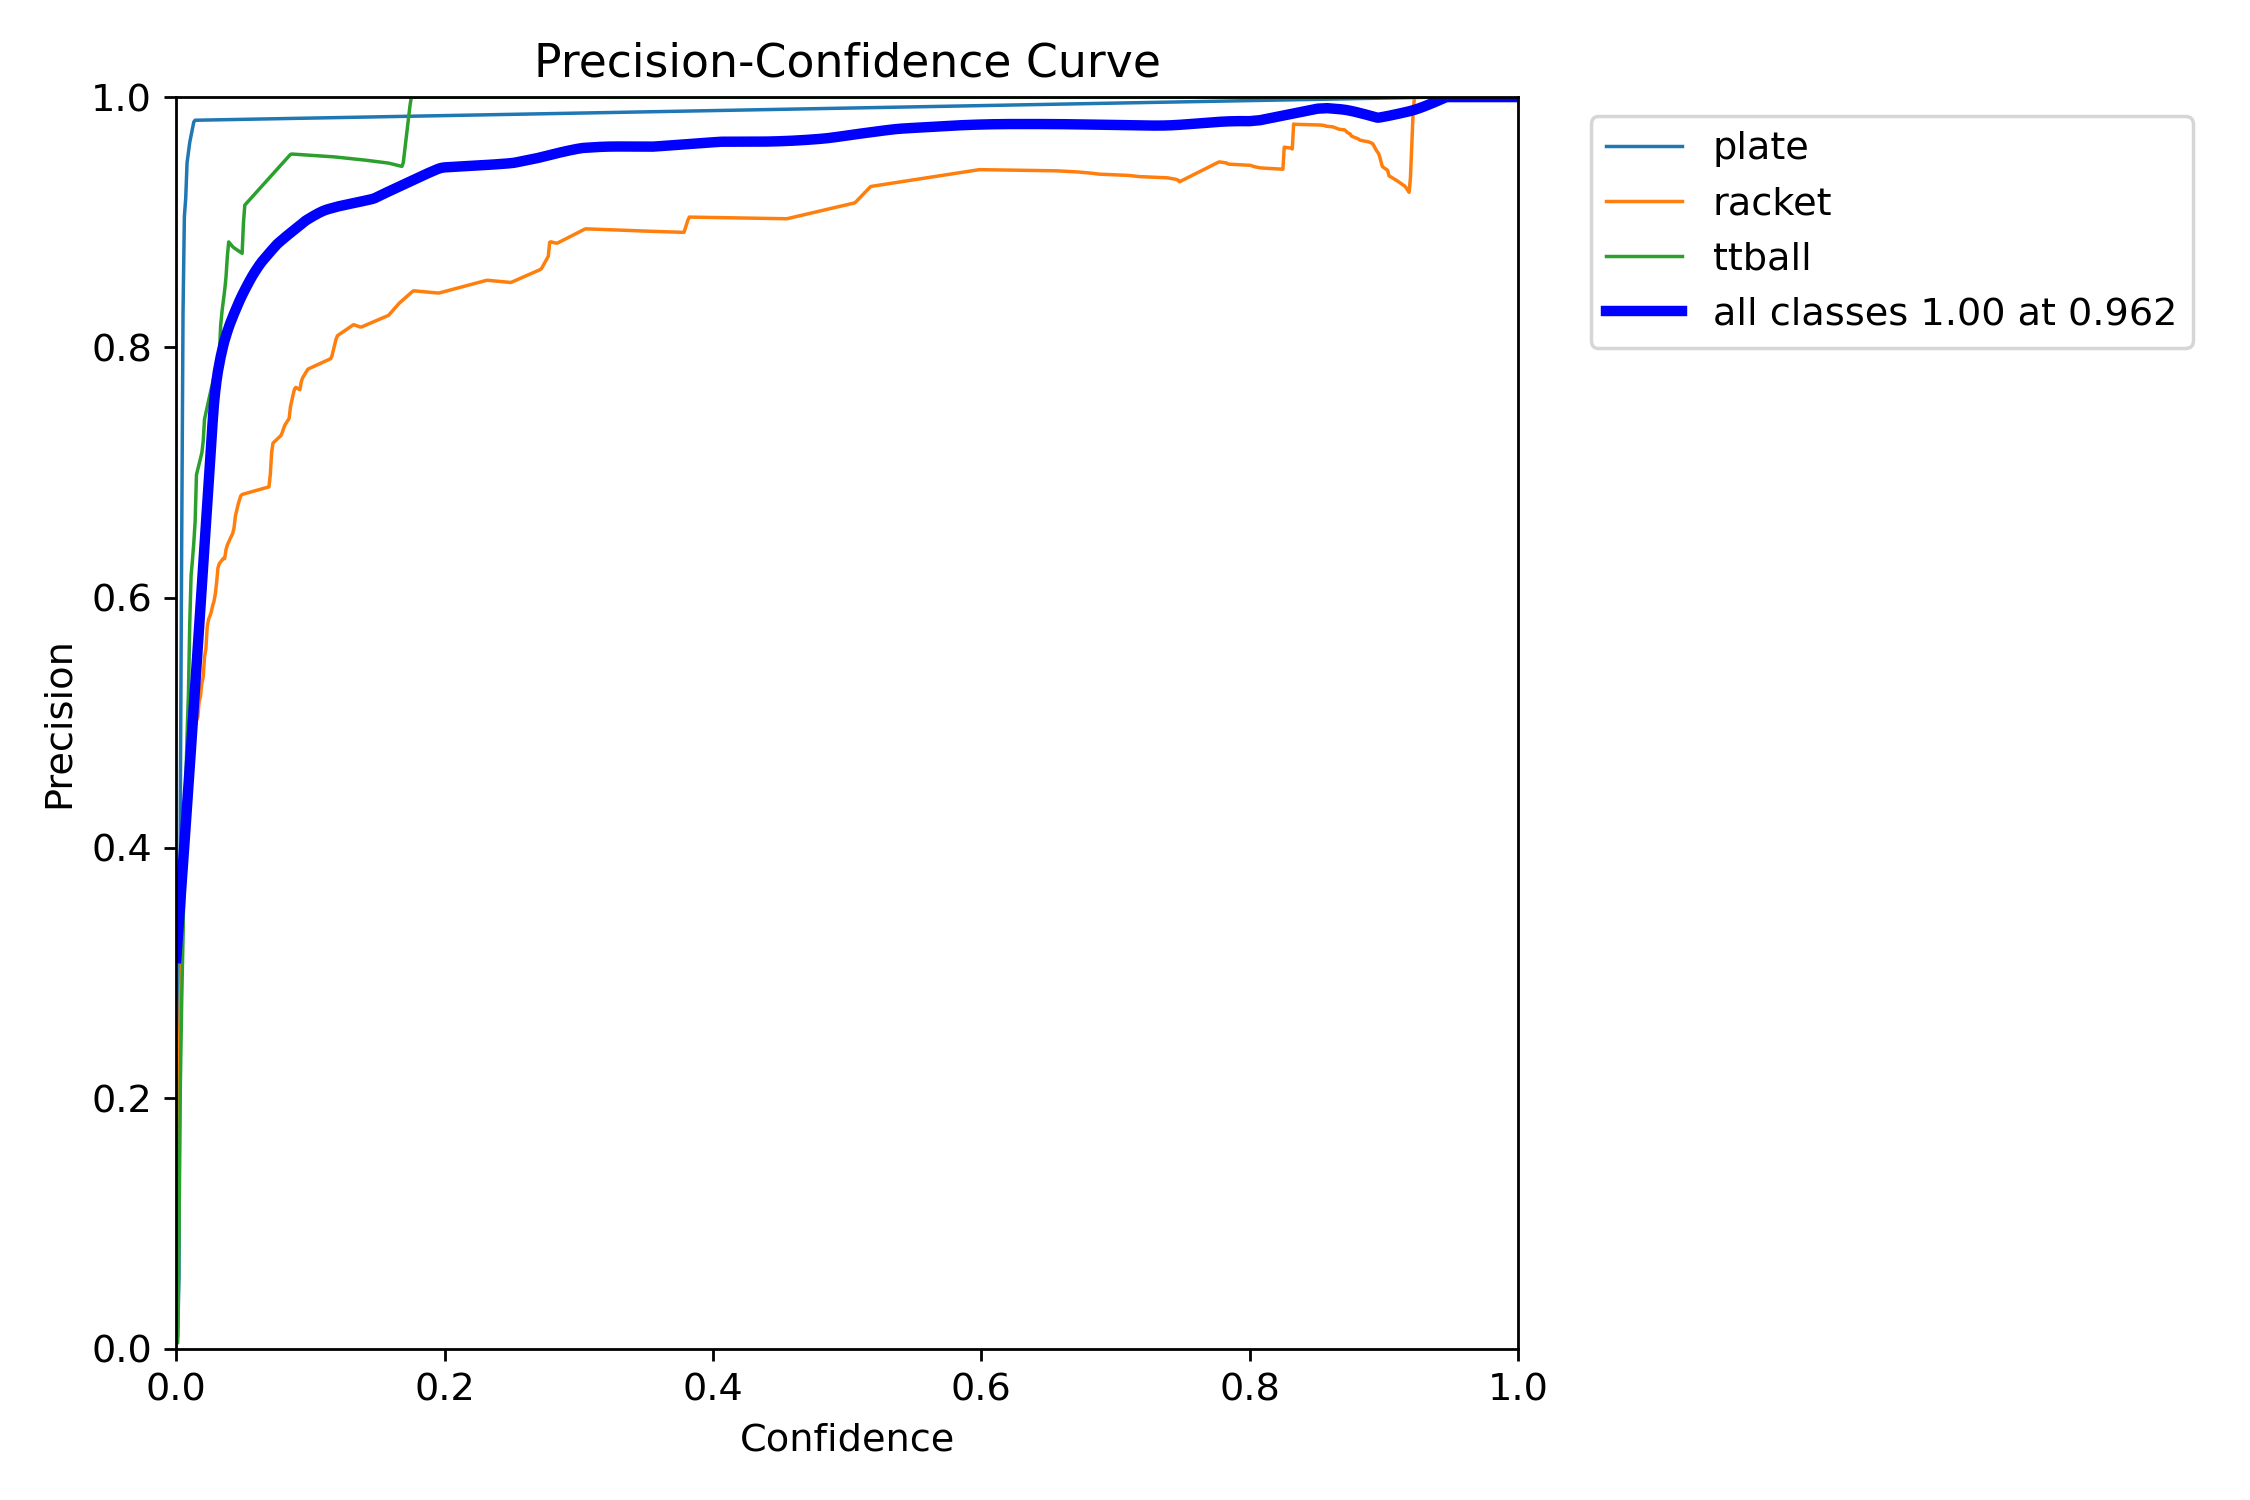 Precision-Confidence Curve
1.0
0.8
0.6
0.4
0.2
0.0
Precision
0.0 0.2 0.4 0.6 0.8 1.0
Confidence
plate
racket
ttball
all classes 1.00 at 0.962